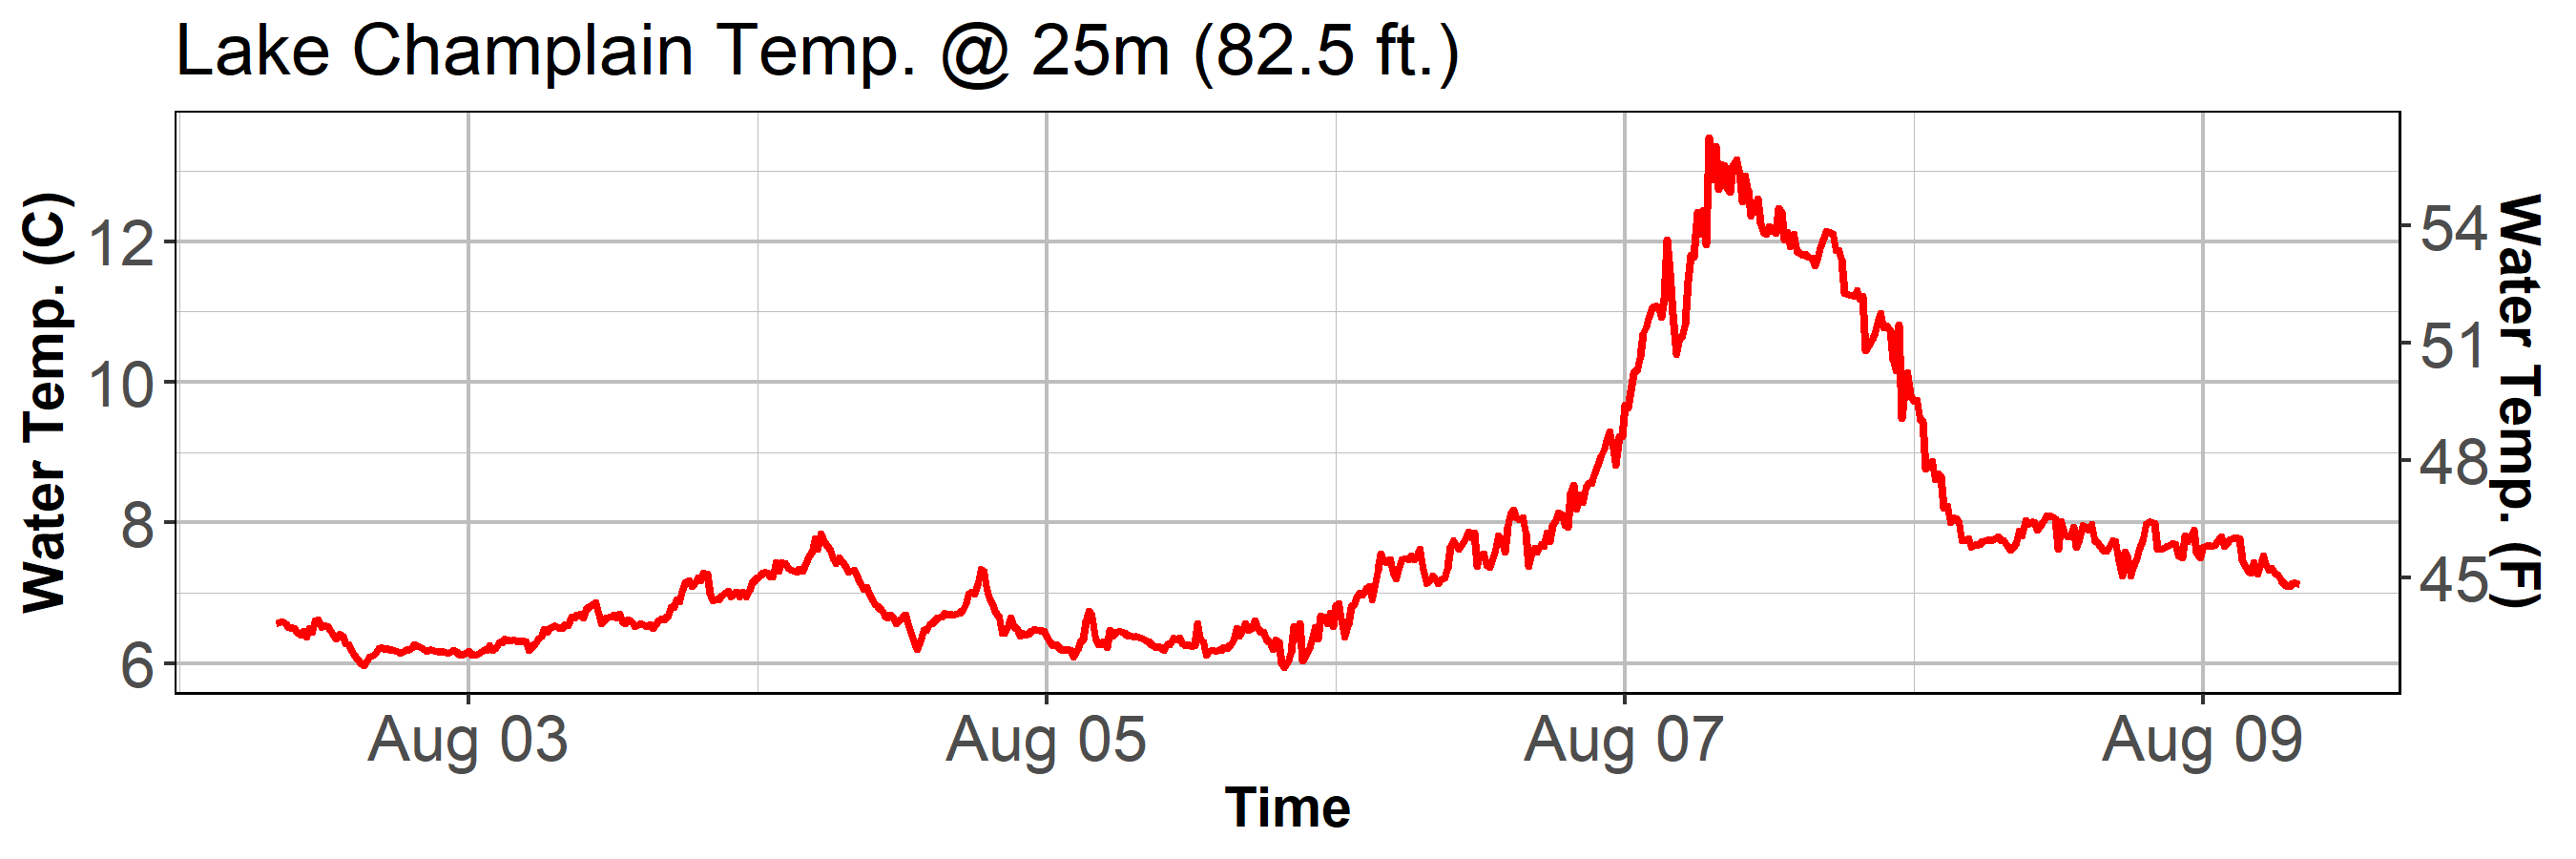 Lake Champlain Temp. @ 25m (82.5 ft.)
Water Temp. (C)
12
10
8
6
54
51
48
45
Water Temp. (F)
Aug 03 Aug 05 Aug 07 Aug 09
Time